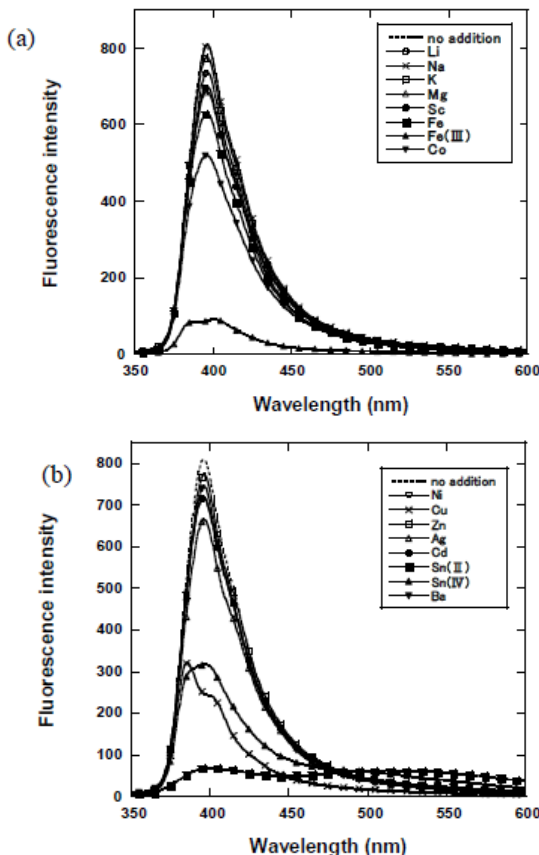 (a)
800
600
400
200
0
Fluorescence intensity
no addition
Li
Na
K
Mg
Sc
Fe
Fe(Ⅲ)
Co
350 400 450 500 550 600
Wavelength (nm)
(b)
800
700
600
500
400
300
200
100
0
Fluorescence intensity
no addition
Ni
Cu
Zn
Ag
Cd
Sn(Ⅱ)
Sn(Ⅳ)
Ba
350 400 450 500 550 600
Wavelength (nm)